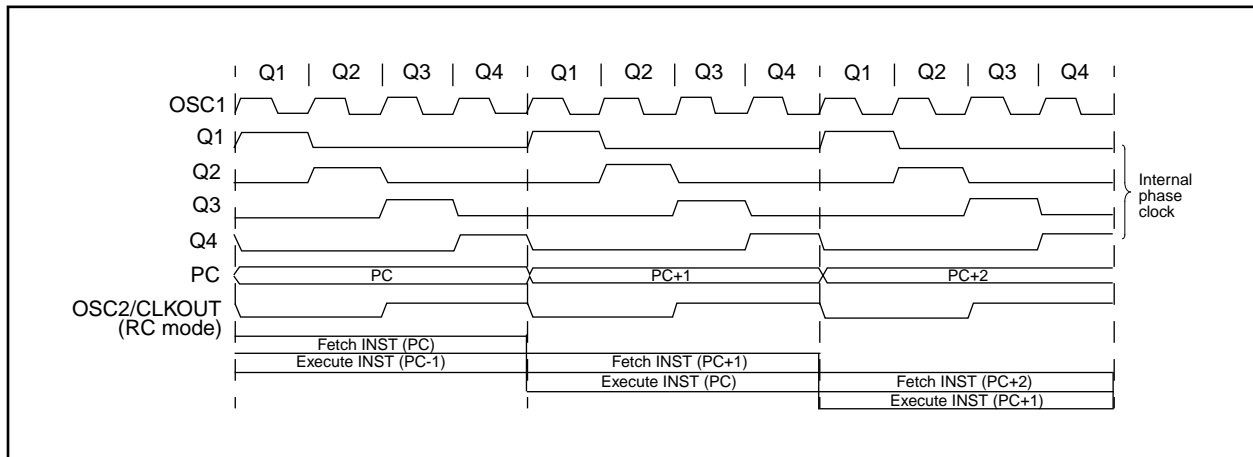 Q1 | Q2 | Q3 | Q4 | Q1 | Q2 | Q3 | Q4 | Q1 | Q2 | Q3 | Q4
OSC1
Q1
Q2
Q3
Q4
Internal
phase
clock
PC
PC
PC+1
PC+2
OSC2/CLKOUT
(RC mode)
Fetch INST (PC)
Execute INST (PC-1)
Fetch INST (PC+1)
Execute INST (PC)
Fetch INST (PC+2)
Execute INST (PC+1)